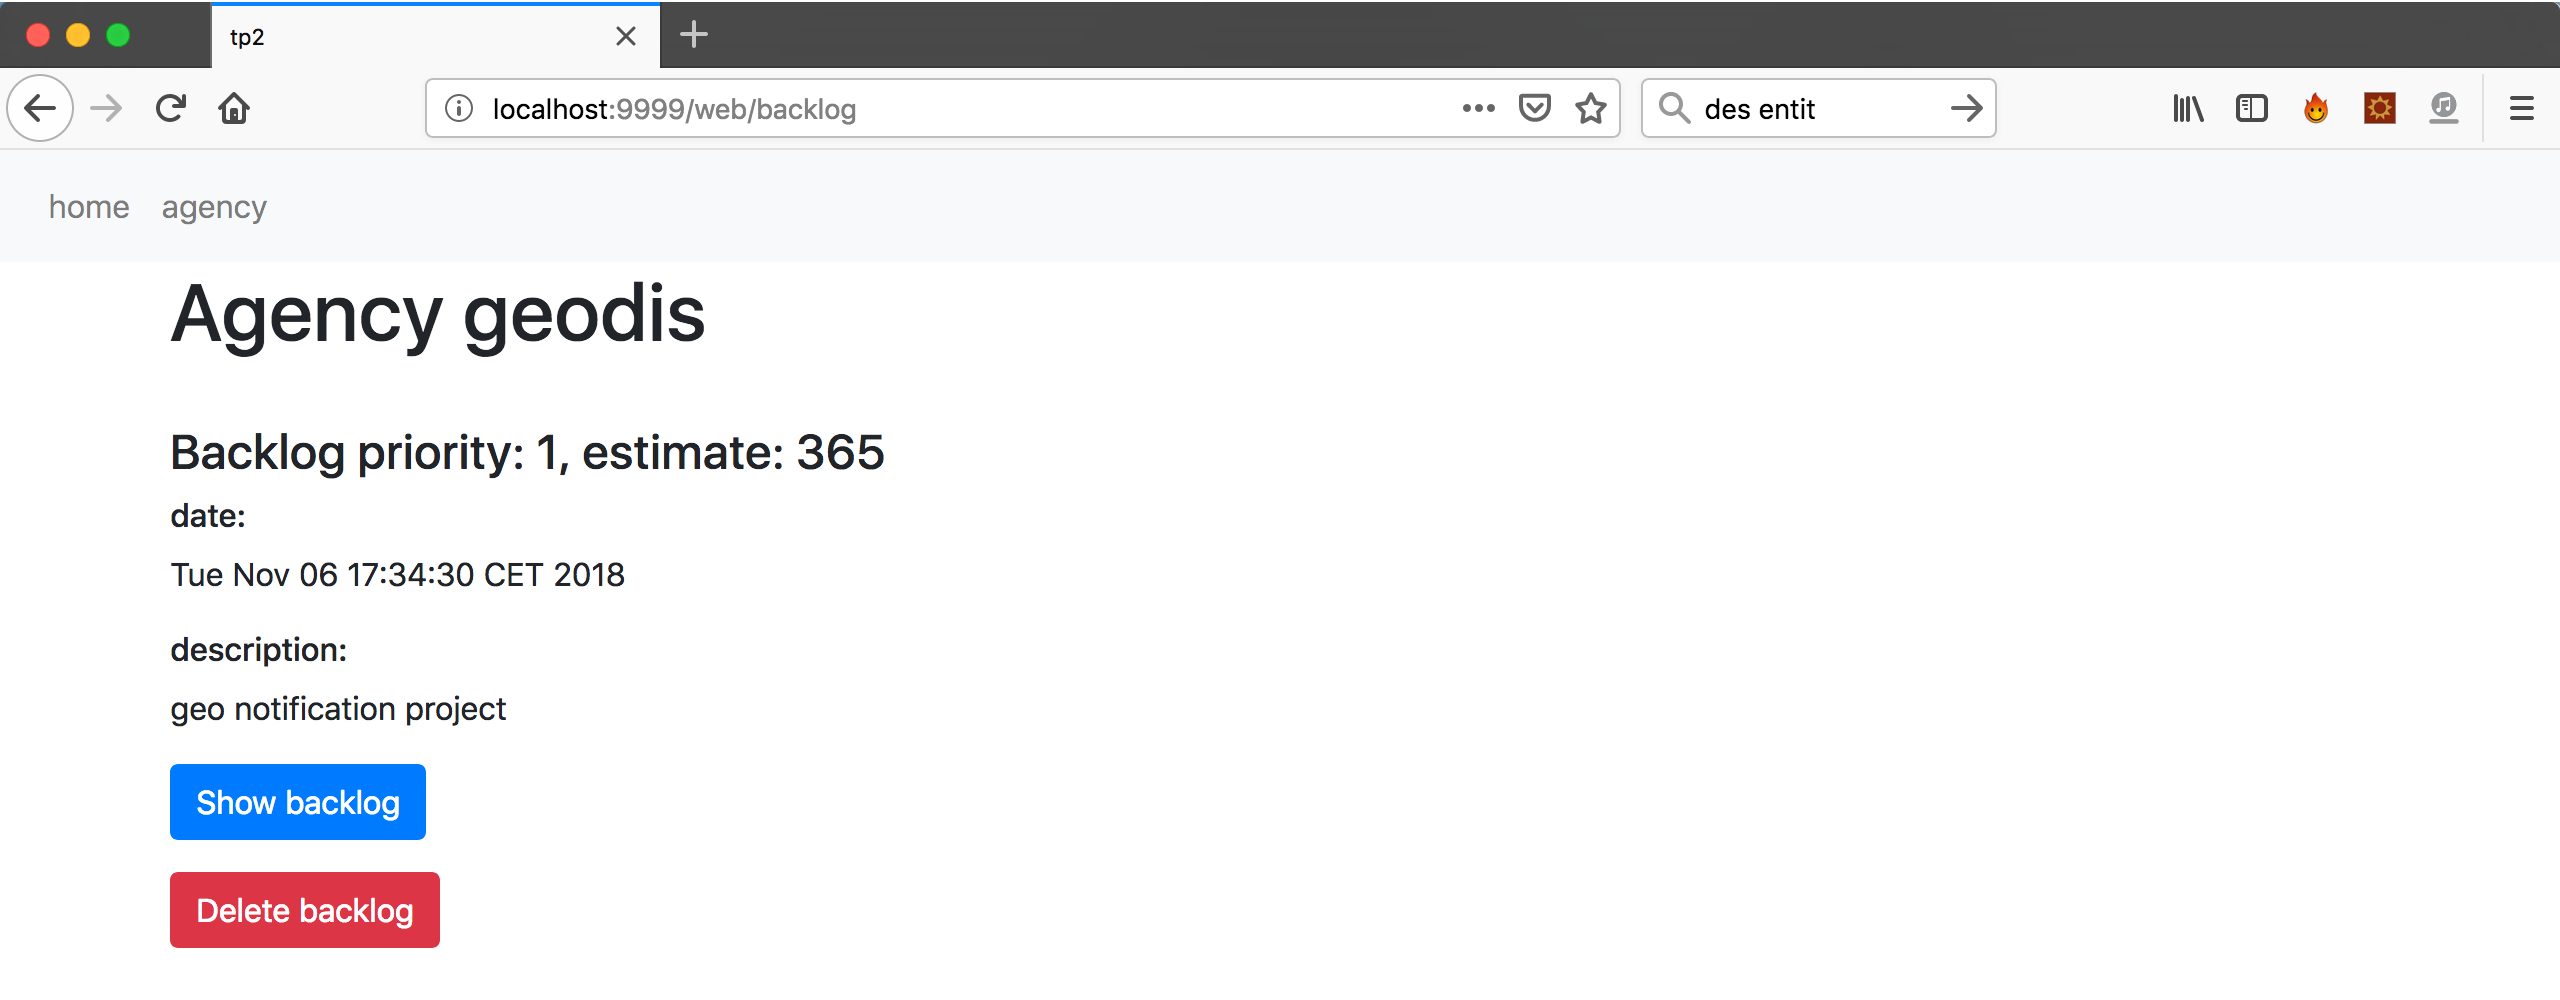 tp2
localhost:9999/web/backlog
des entit
home agency
Agency geodis
Backlog priority: 1, estimate: 365
date:
Tue Nov 06 17:34:30 CET 2018
description:
geo notification project
Show backlog
Delete backlog